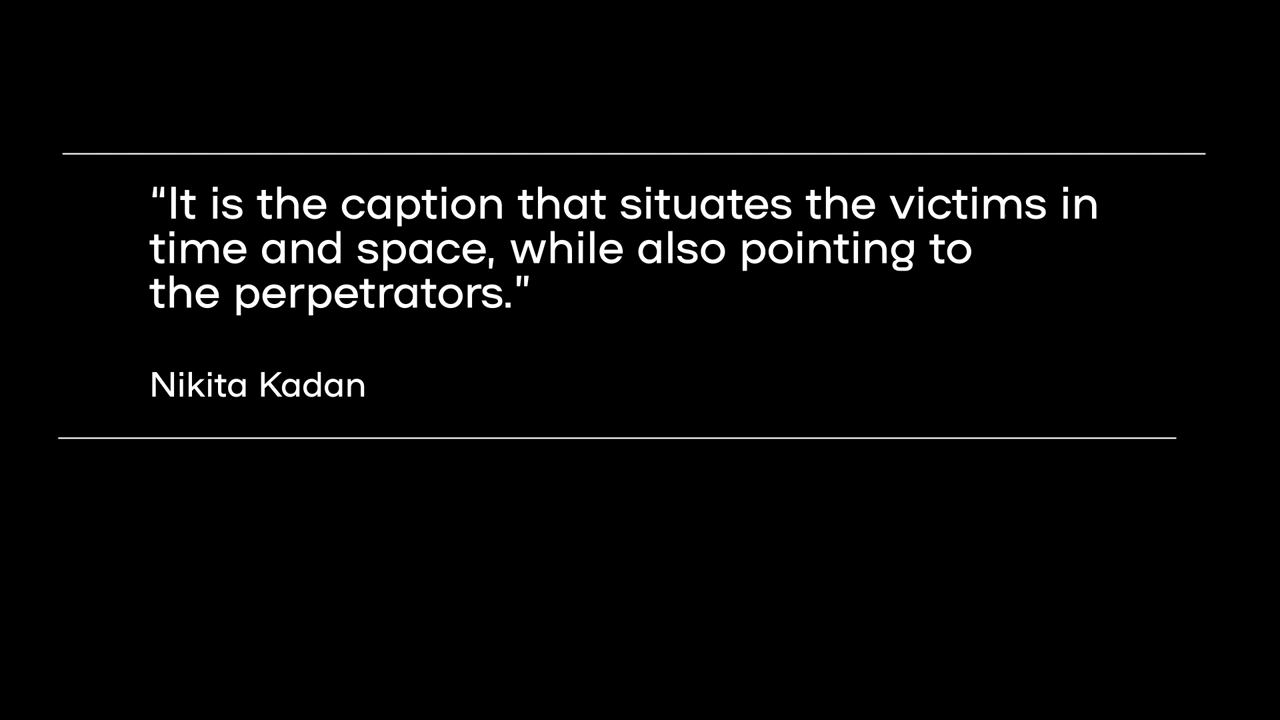 “It is the caption that situates the victims in
time and space, while also pointing to
the perpetrators.”
Nikita Kadan